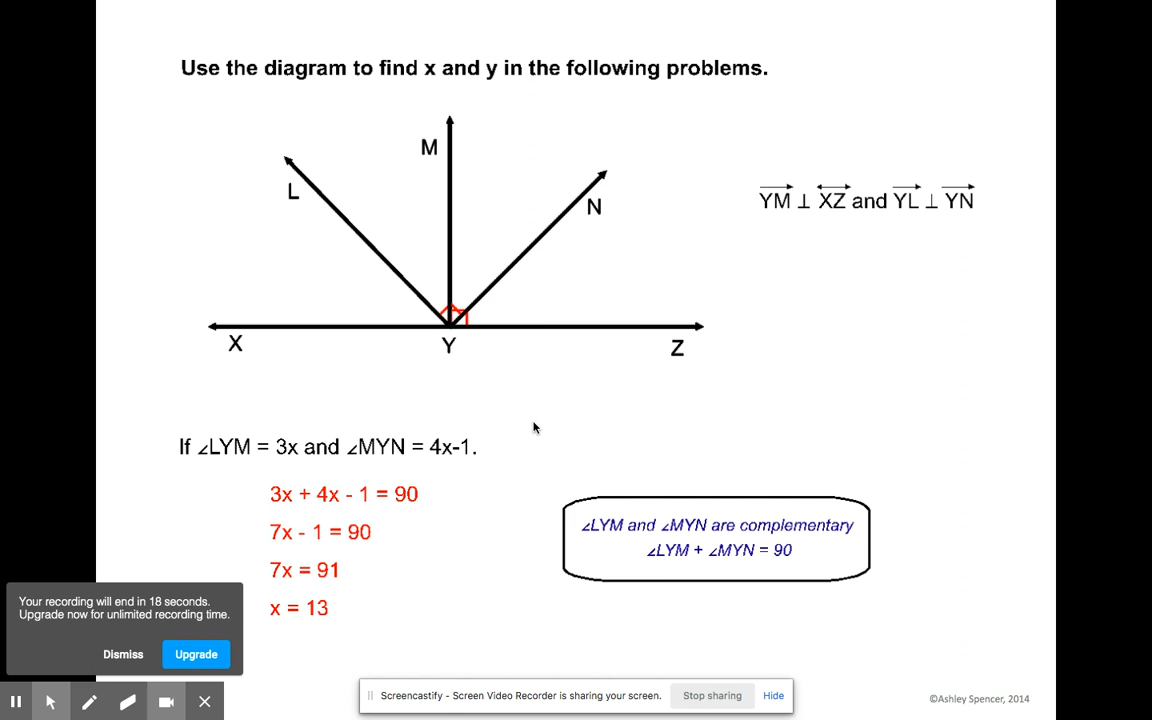 Use the diagram to find x and y in the following problems.
M
L
N
YM ⊥ XZ and YL ⊥ YN
X
Y
Z
If ∠LYM = 3x and ∠MYN = 4x-1.
3x + 4x - 1 = 90
7x - 1 = 90
7x = 91
x = 13
∠LYM and ∠MYN are complementary
∠LYM + ∠MYN = 90
Your recording will end in 18 seconds.
Upgrade now for unlimited recording time.
Dismiss
Upgrade
Screencastify - Screen Video Recorder is sharing your screen.
Stop sharing
Hide
©Ashley Spencer, 2014